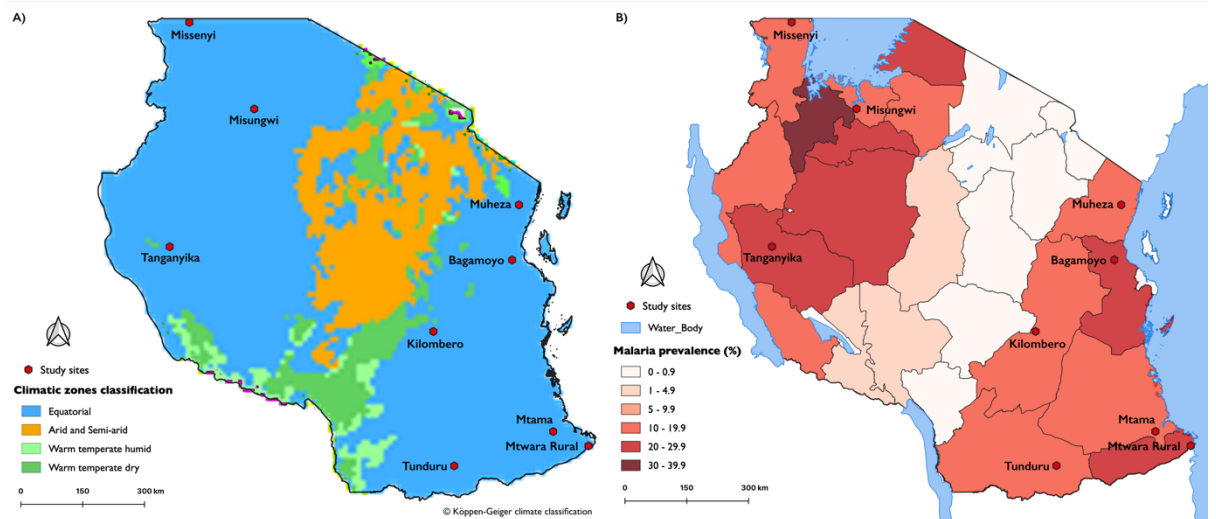 A)
Missenyi
Misungwi
Muheza
Tanganyika
Bagamoyo
Kilombero
Study sites
Climatic zones classification
Equatorial
Arid and Semi-arid
Warm temperate humid
Warm temperate dry
Mtama
Mtwara Rural
Tunduru
0 150 300 km
© Köppen-Geiger climate classification
B)
Missenyi
Misungwi
Muheza
Tanganyika
Bagamoyo
Study sites
Water_Body
Kilombero
Malaria prevalence (%)
0 - 0.9
1 - 4.9
5 - 9.9
10 - 19.9
20 - 29.9
30 - 39.9
Mtama
Mtwara Rural
Tunduru
0 150 300 km